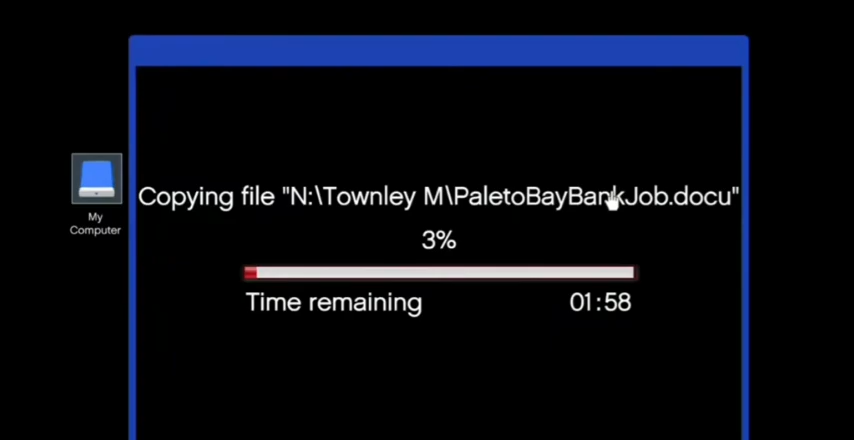 Copying file "N:\Townley M\PaletoBayBankJob.docu"
3%
Time remaining 01:58
My
Computer